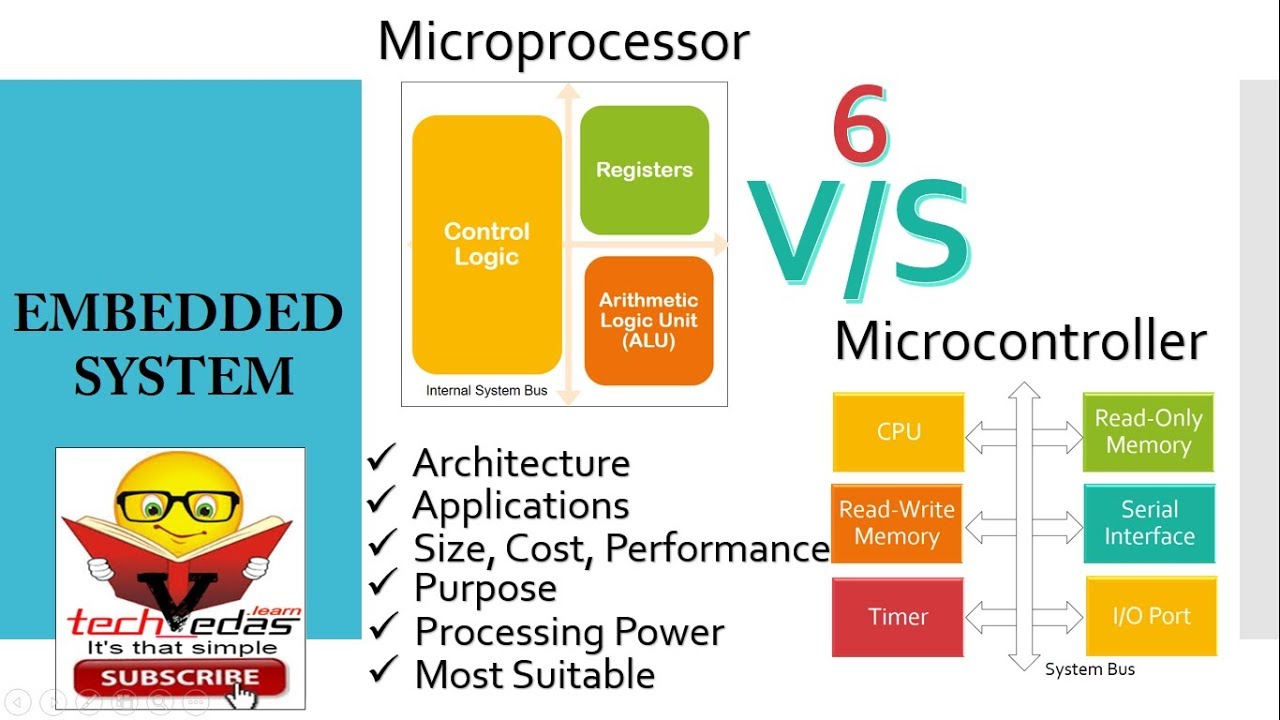 Microprocessor
Control
Logic
Registers
Arithmetic
Logic Unit
(ALU)
Internal System Bus
6
V/S
Microcontroller
EMBEDDED
SYSTEM
CPU
Read-Only
Memory
Read-Write
Memory
Serial
Interface
Timer
I/O Port
System Bus
✓ Architecture
✓ Applications
✓ Size, Cost, Performance
✓ Purpose
✓ Processing Power
✓ Most Suitable
V
.learn
tech_Vedas
It's that simple
SUBSCRIBE